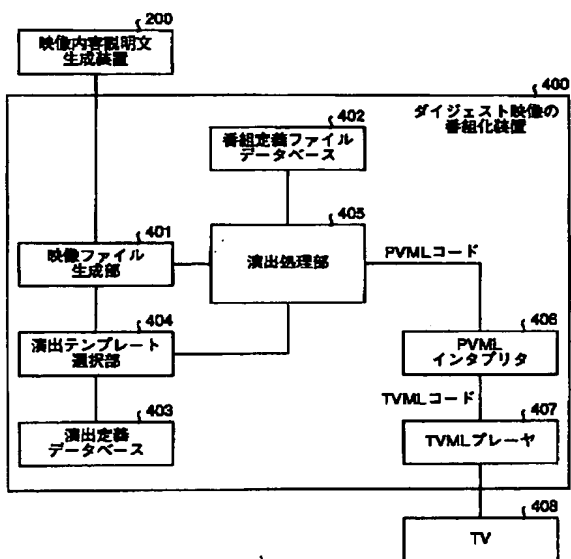 200
映像内容説明文
生成装置
400
ダイジェスト映像の
番組化装置
402
番組定義ファイル
データベース
401
映像ファイル
生成部
405
演出処理部
PVMLコード
404
演出テンプレート
選択部
406
PVML
インタプリタ
TVMLコード
403
演出定義
データベース
407
TVMLプレーヤ
408
TV